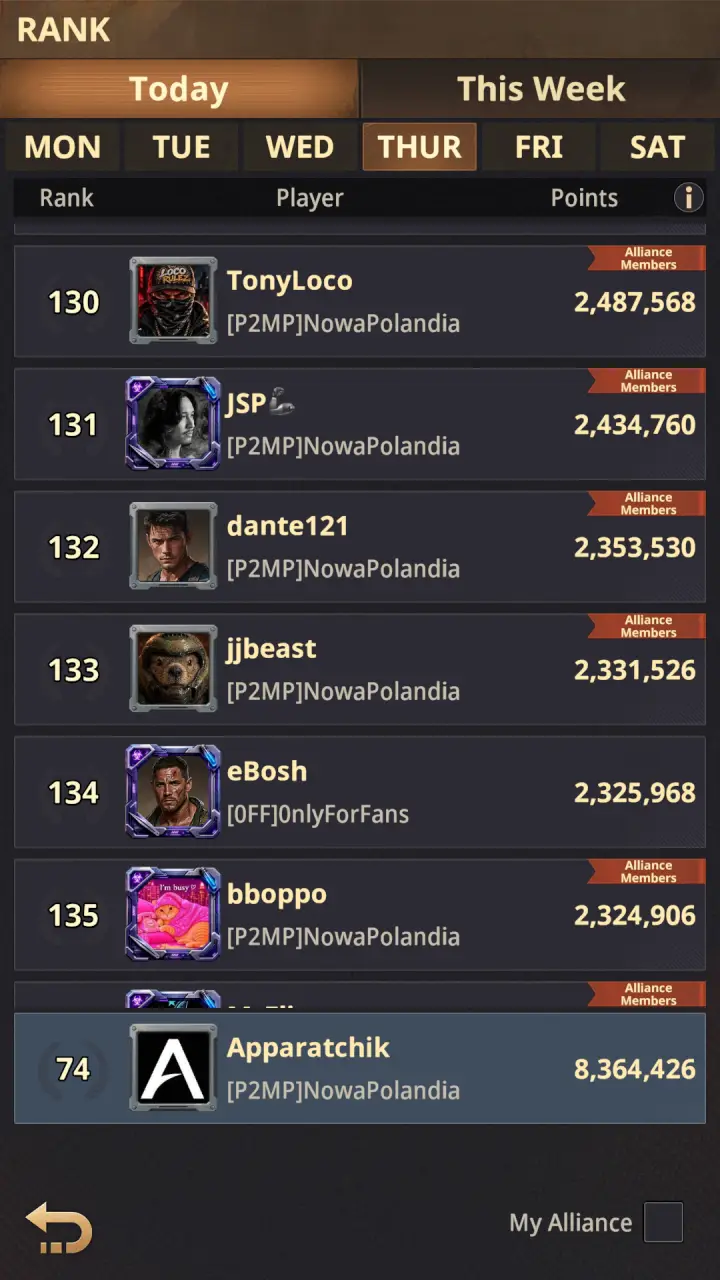 RANK
Today This Week
MON TUE WED THUR FRI SAT
Rank Player Points i
Alliance
Members
130 TonyLoco 2,487,568
[P2MP]NowaPolandia
LOCO
RULEZ
Alliance
Members
131 JSP💪 2,434,760
[P2MP]NowaPolandia
Alliance
Members
132 dante121 2,353,530
[P2MP]NowaPolandia
Alliance
Members
133 jjbeast 2,331,526
[P2MP]NowaPolandia
134 eBosh 2,325,968
[0FF]0nlyForFans
Alliance
Members
135 bboppo 2,324,906
I'm busy ♡
[P2MP]NowaPolandia
Alliance
Members
74 Apparatchik 8,364,426
[P2MP]NowaPolandia
My Alliance